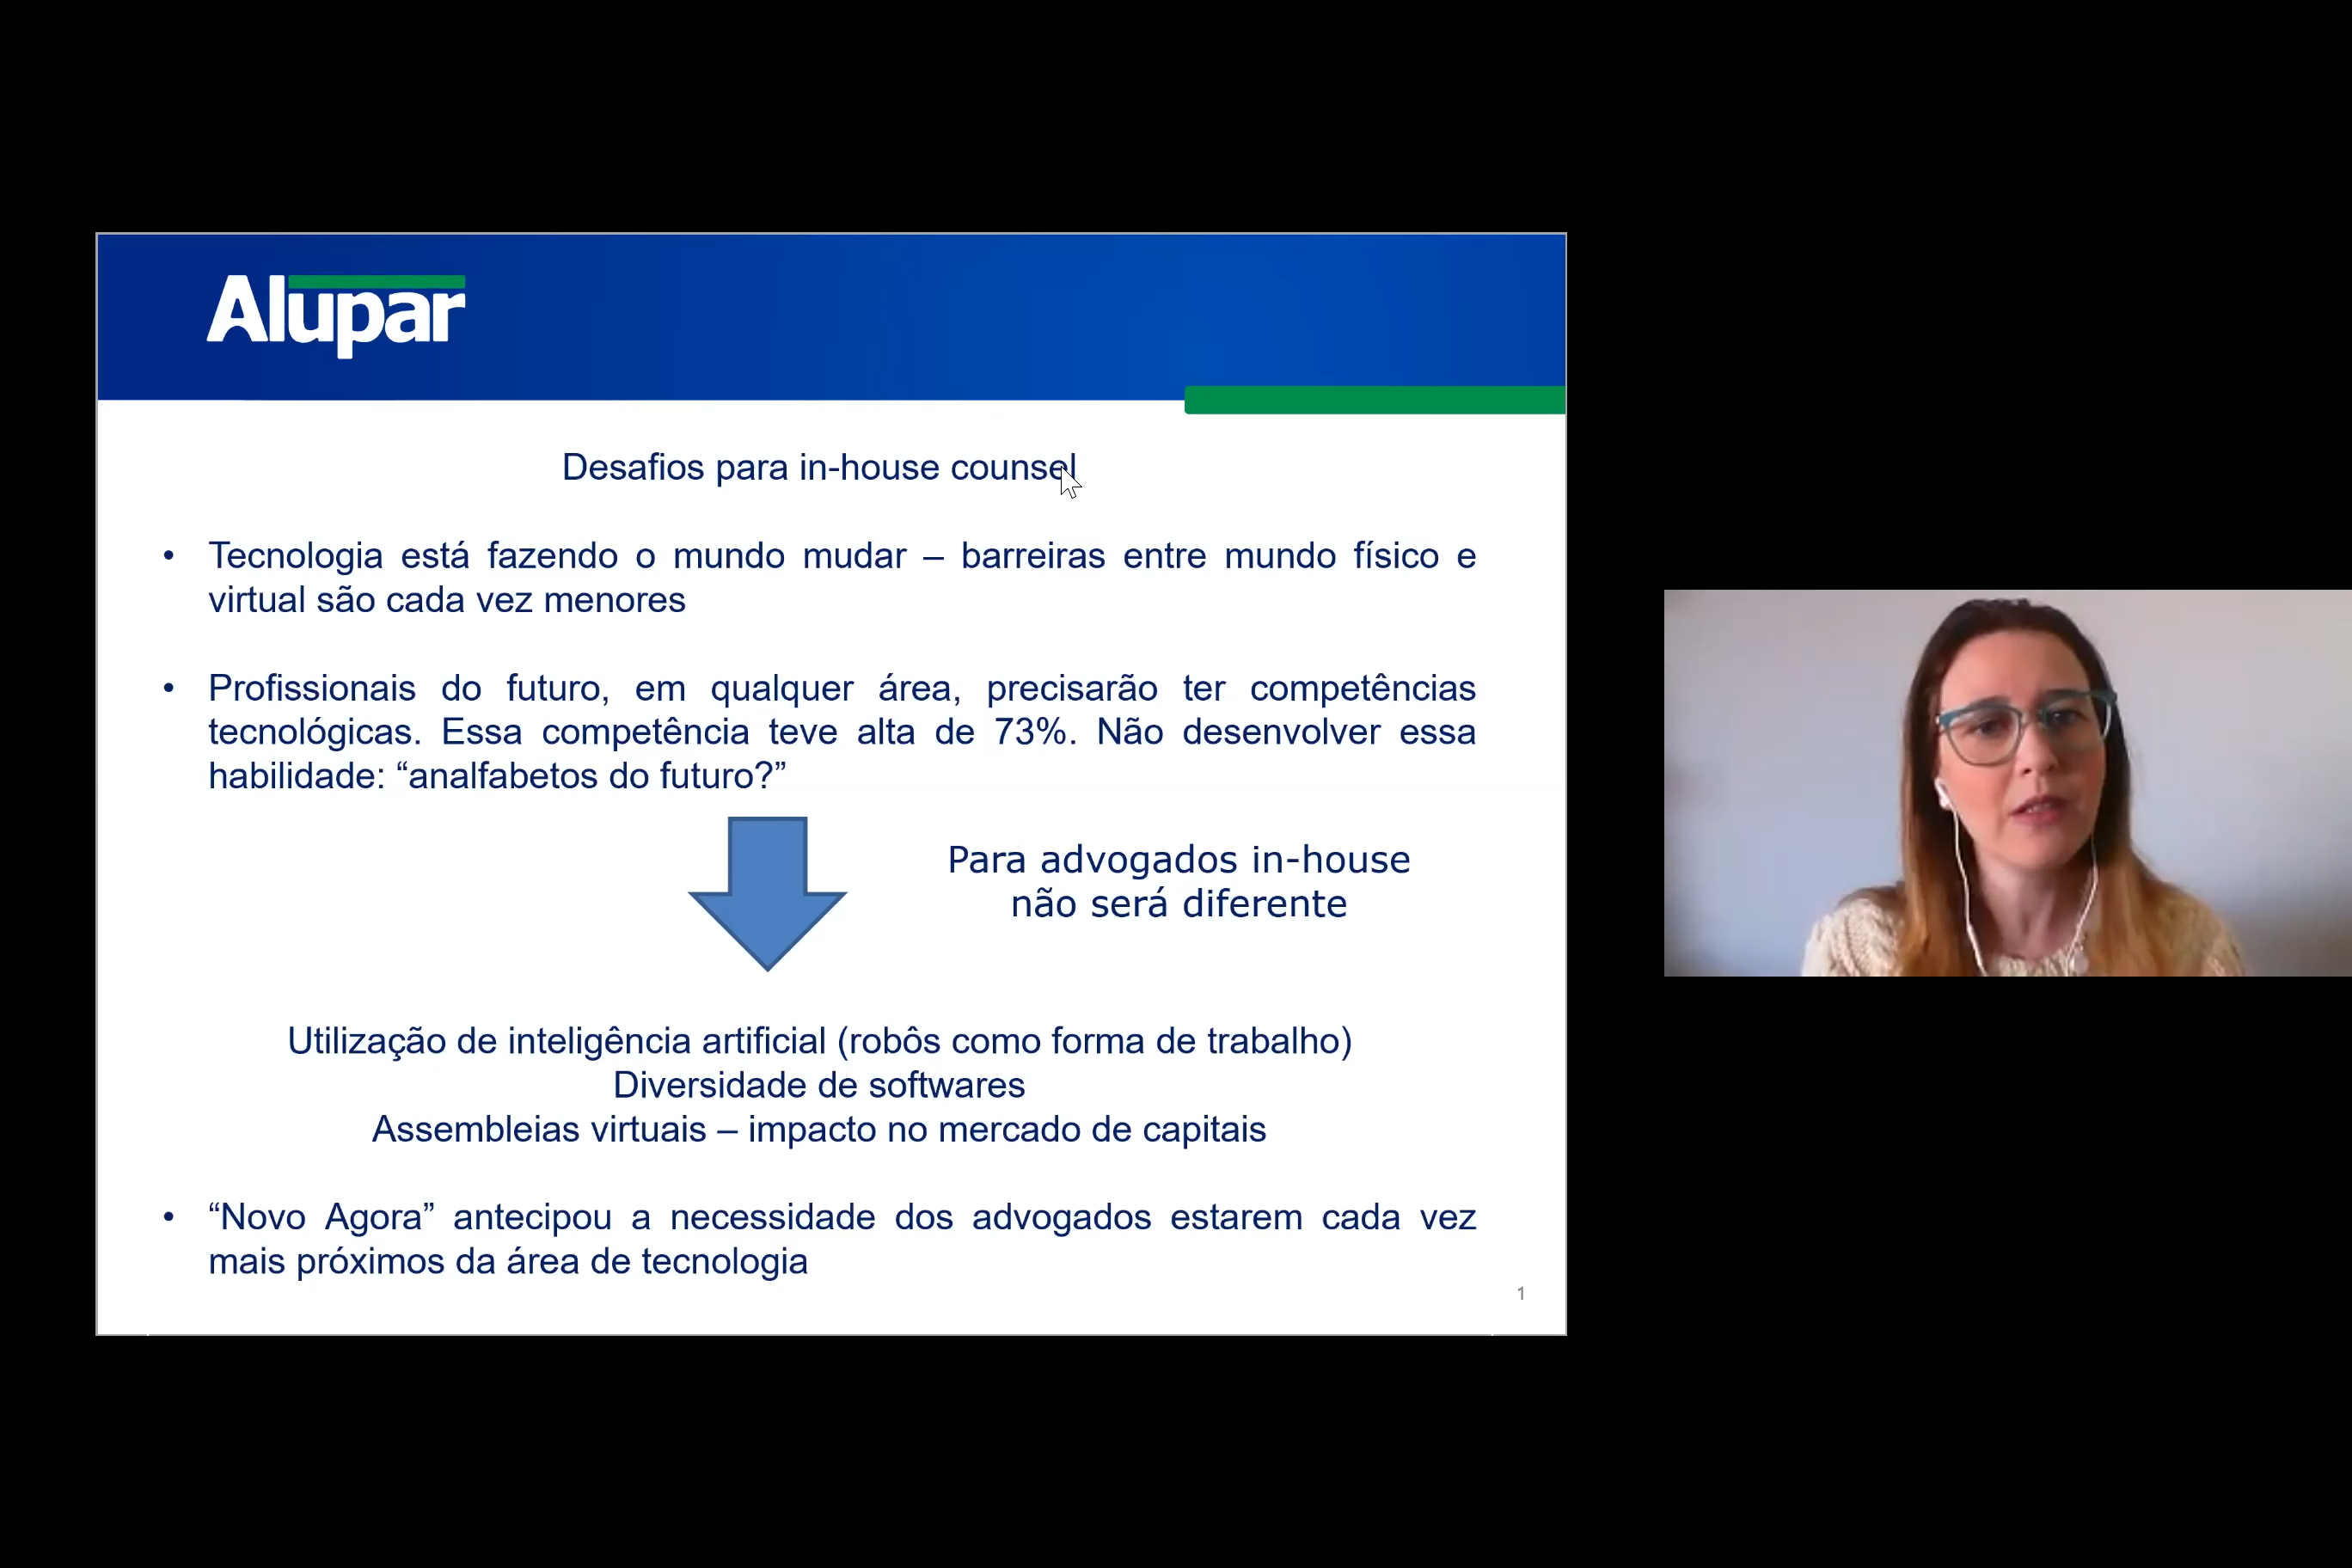 Alupar
Desafios para in-house counsel
• Tecnologia está fazendo o mundo mudar – barreiras entre mundo físico e
virtual são cada vez menores
• Profissionais do futuro, em qualquer área, precisarão ter competências
tecnológicas. Essa competência teve alta de 73%. Não desenvolver essa
habilidade: “analfabetos do futuro?”
Para advogados in-house
não será diferente
Utilização de inteligência artificial (robôs como forma de trabalho)
Diversidade de softwares
Assembleias virtuais – impacto no mercado de capitais
• “Novo Agora” antecipou a necessidade dos advogados estarem cada vez
mais próximos da área de tecnologia
1